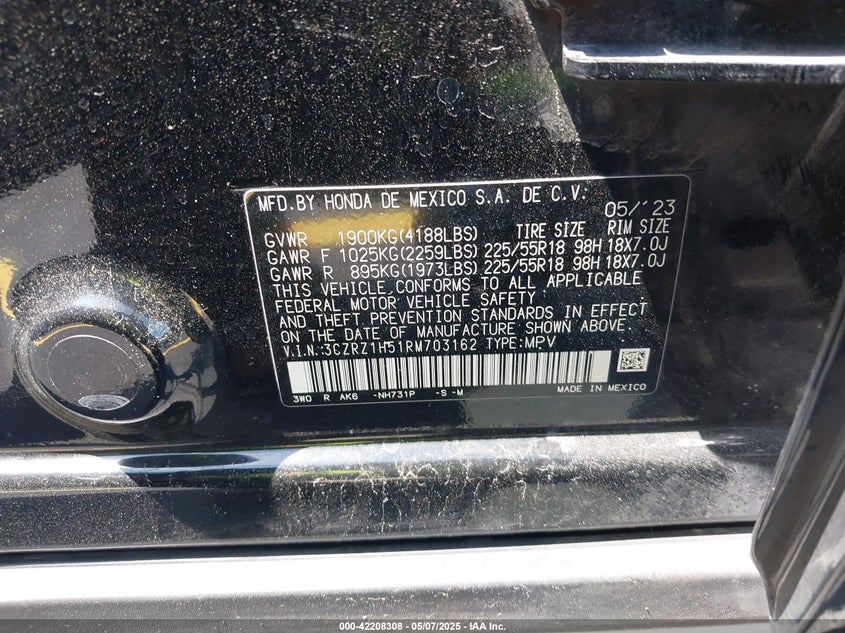 MFD. BY HONDA DE MEXICO S.A. DE C.V. 05/'23
GVWR 1900KG(4188LBS) TIRE SIZE RIM SIZE
GAWR F 1025KG(2259LBS) 225/55R18 98H 18X7.0J
GAWR R 895KG(1973LBS) 225/55R18 98H 18X7.0J
THIS VEHICLE CONFORMS TO ALL APPLICABLE
FEDERAL MOTOR VEHICLE SAFETY
AND THEFT PREVENTION STANDARDS IN EFFECT
ON THE DATE OF MANUFACTURE SHOWN ABOVE.
V.I.N.:3CZRZ1H51RM703162 TYPE:MPV
3W0 R AK6 -NH731P -S -M MADE IN MEXICO
000-42208308 - 05/07/2025 - IAA Inc.